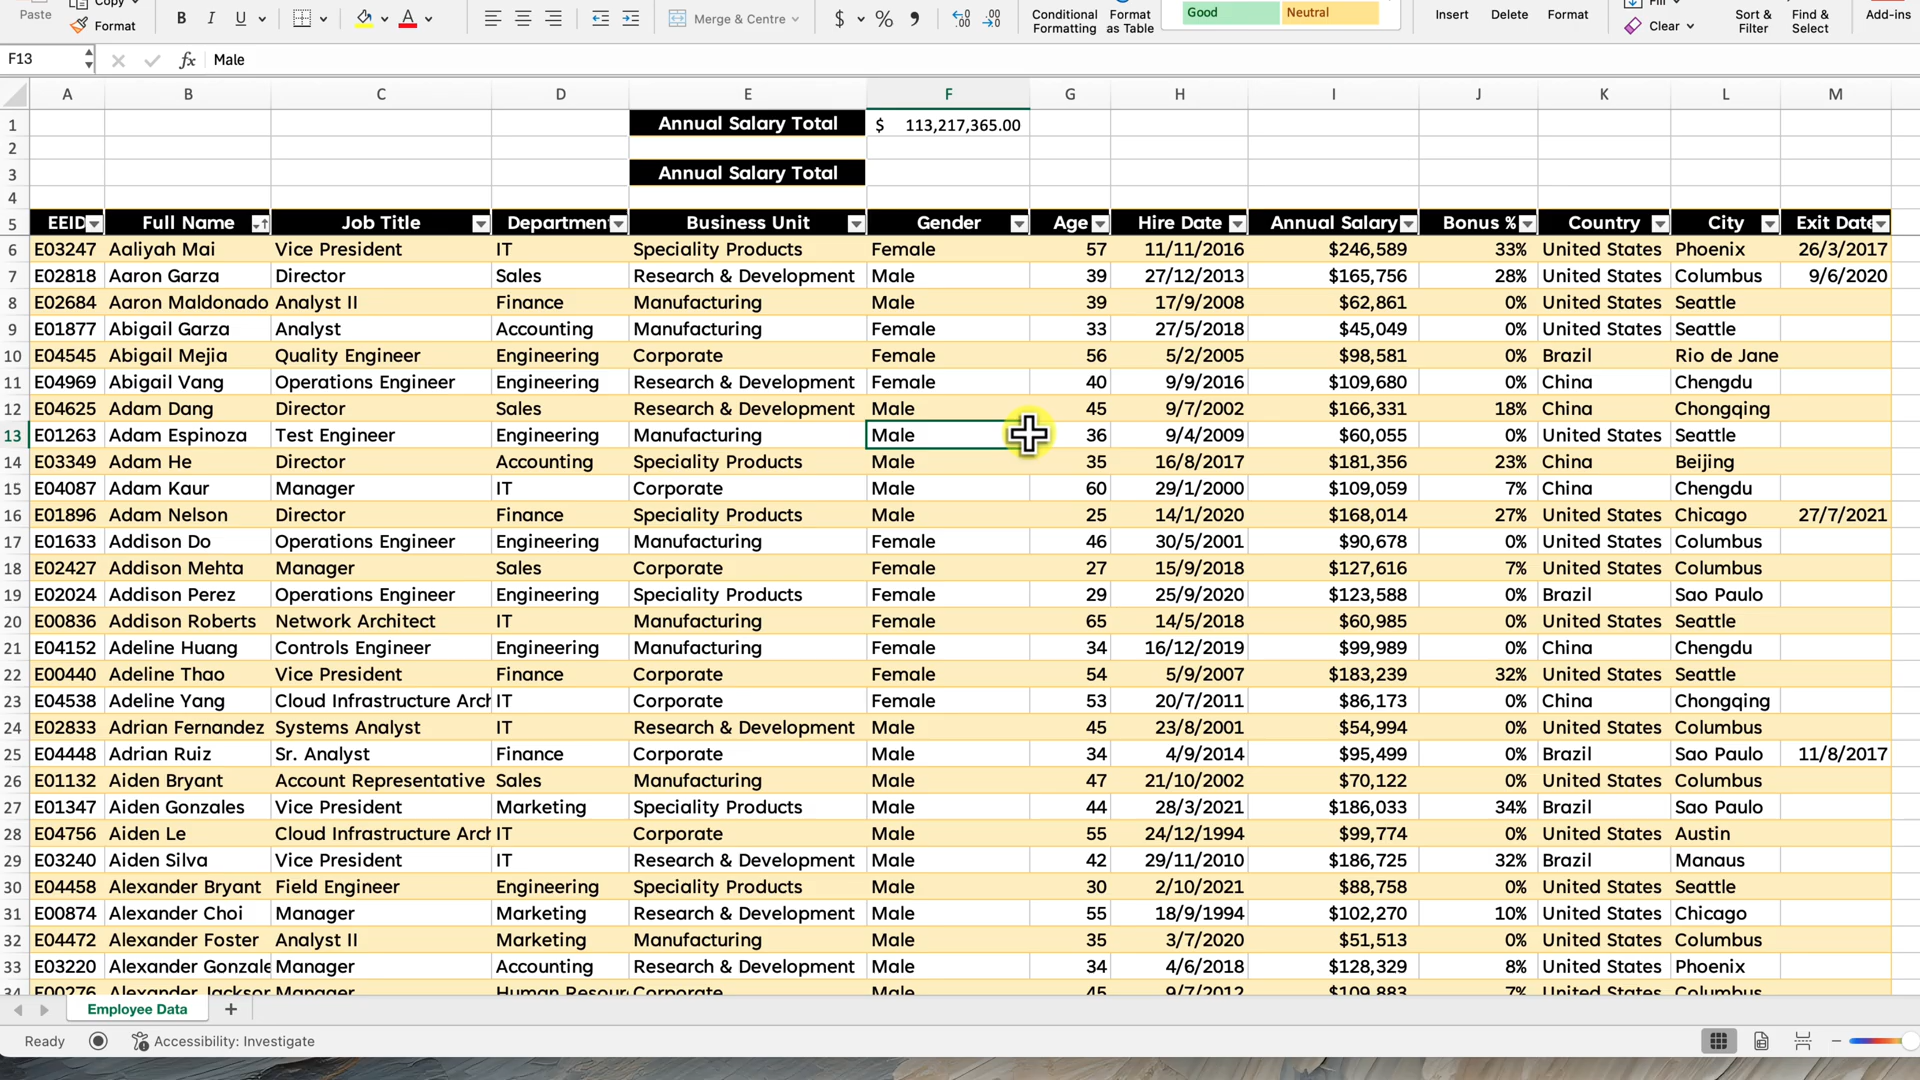 Paste Copy Format B I U A Merge & Centre $ % 9 Conditional Formatting Format as Table Good Neutral Insert Delete Format Fill Clear Sort & Filter Find & Select Add-ins
F13 fx Male
A B C D E F G H I J K L M
1 Annual Salary Total $ 113,217,365.00
2
3 Annual Salary Total
4
5 EEID Full Name Job Title Department Business Unit Gender Age Hire Date Annual Salary Bonus % Country City Exit Date
6 E03247 Aaliyah Mai Vice President IT Speciality Products Female 57 11/11/2016 $246,589 33% United States Phoenix 26/3/2017
7 E02818 Aaron Garza Director Sales Research & Development Male 39 27/12/2013 $165,756 28% United States Columbus 9/6/2020
8 E02684 Aaron Maldonado Analyst II Finance Manufacturing Male 39 17/9/2008 $62,861 0% United States Seattle
9 E01877 Abigail Garza Analyst Accounting Manufacturing Female 33 27/5/2018 $45,049 0% United States Seattle
10 E04545 Abigail Mejia Quality Engineer Engineering Corporate Female 56 5/2/2005 $98,581 0% Brazil Rio de Jane
11 E04969 Abigail Vang Operations Engineer Engineering Research & Development Female 40 9/9/2016 $109,680 0% China Chengdu
12 E04625 Adam Dang Director Sales Research & Development Male 45 9/7/2002 $166,331 18% China Chongqing
13 E01263 Adam Espinoza Test Engineer Engineering Manufacturing Male 36 9/4/2009 $60,055 0% United States Seattle
14 E03349 Adam He Director Accounting Speciality Products Male 35 16/8/2017 $181,356 23% China Beijing
15 E04087 Adam Kaur Manager IT Corporate Male 60 29/1/2000 $109,059 7% China Chengdu
16 E01896 Adam Nelson Director Finance Speciality Products Male 25 14/1/2020 $168,014 27% United States Chicago 27/7/2021
17 E01633 Addison Do Operations Engineer Engineering Manufacturing Female 46 30/5/2001 $90,678 0% United States Columbus
18 E02427 Addison Mehta Manager Sales Corporate Female 27 15/9/2018 $127,616 7% United States Columbus
19 E02024 Addison Perez Operations Engineer Engineering Speciality Products Female 29 25/9/2020 $123,588 0% Brazil Sao Paulo
20 E00836 Addison Roberts Network Architect IT Manufacturing Female 65 14/5/2018 $60,985 0% United States Seattle
21 E04152 Adeline Huang Controls Engineer Engineering Manufacturing Female 34 16/12/2019 $99,989 0% China Chengdu
22 E00440 Adeline Thao Vice President Finance Corporate Female 54 5/9/2007 $183,239 32% United States Seattle
23 E04538 Adeline Yang Cloud Infrastructure Arch IT Corporate Female 53 20/7/2011 $86,173 0% China Chongqing
24 E02833 Adrian Fernandez Systems Analyst IT Research & Development Male 45 23/8/2001 $54,994 0% United States Columbus
25 E04448 Adrian Ruiz Sr. Analyst Finance Corporate Male 34 4/9/2014 $95,499 0% Brazil Sao Paulo 11/8/2017
26 E01132 Aiden Bryant Account Representative Sales Manufacturing Male 47 21/10/2002 $70,122 0% United States Columbus
27 E01347 Aiden Gonzales Vice President Marketing Speciality Products Male 44 28/3/2021 $186,033 34% Brazil Sao Paulo
28 E04756 Aiden Le Cloud Infrastructure Arch IT Corporate Male 55 24/12/1994 $99,774 0% United States Austin
29 E03240 Aiden Silva Vice President IT Research & Development Male 42 29/11/2010 $186,725 32% Brazil Manaus
30 E04458 Alexander Bryant Field Engineer Engineering Speciality Products Male 30 2/10/2021 $88,758 0% United States Seattle
31 E00874 Alexander Choi Manager Marketing Research & Development Male 55 18/9/1994 $102,270 10% United States Chicago
32 E04472 Alexander Foster Analyst II Marketing Manufacturing Male 35 3/7/2020 $51,513 0% United States Columbus
33 E03220 Alexander Gonzale Manager Accounting Research & Development Male 34 4/6/2018 $128,329 8% United States Phoenix
34 E00276 Alexander Jackson Manager Human Resour Corporate Male 45 9/7/2012 $109,883 7% United States Columbus
Employee Data
Ready Accessibility: Investigate